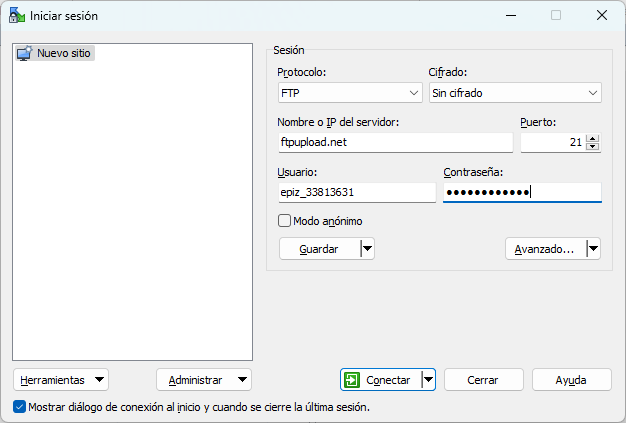 Iniciar sesión
Nuevo sitio
Sesión
Protocolo:
Cifrado:
FTP
Sin cifrado
Nombre o IP del servidor:
Puerto:
ftpupload.net
21
Usuario:
Contraseña:
epiz_33813631
●●●●●●●●●●●●
Modo anónimo
Guardar
Avanzado...
Herramientas
Administrar
Conectar
Cerrar
Ayuda
Mostrar diálogo de conexión al inicio y cuando se cierre la última sesión.